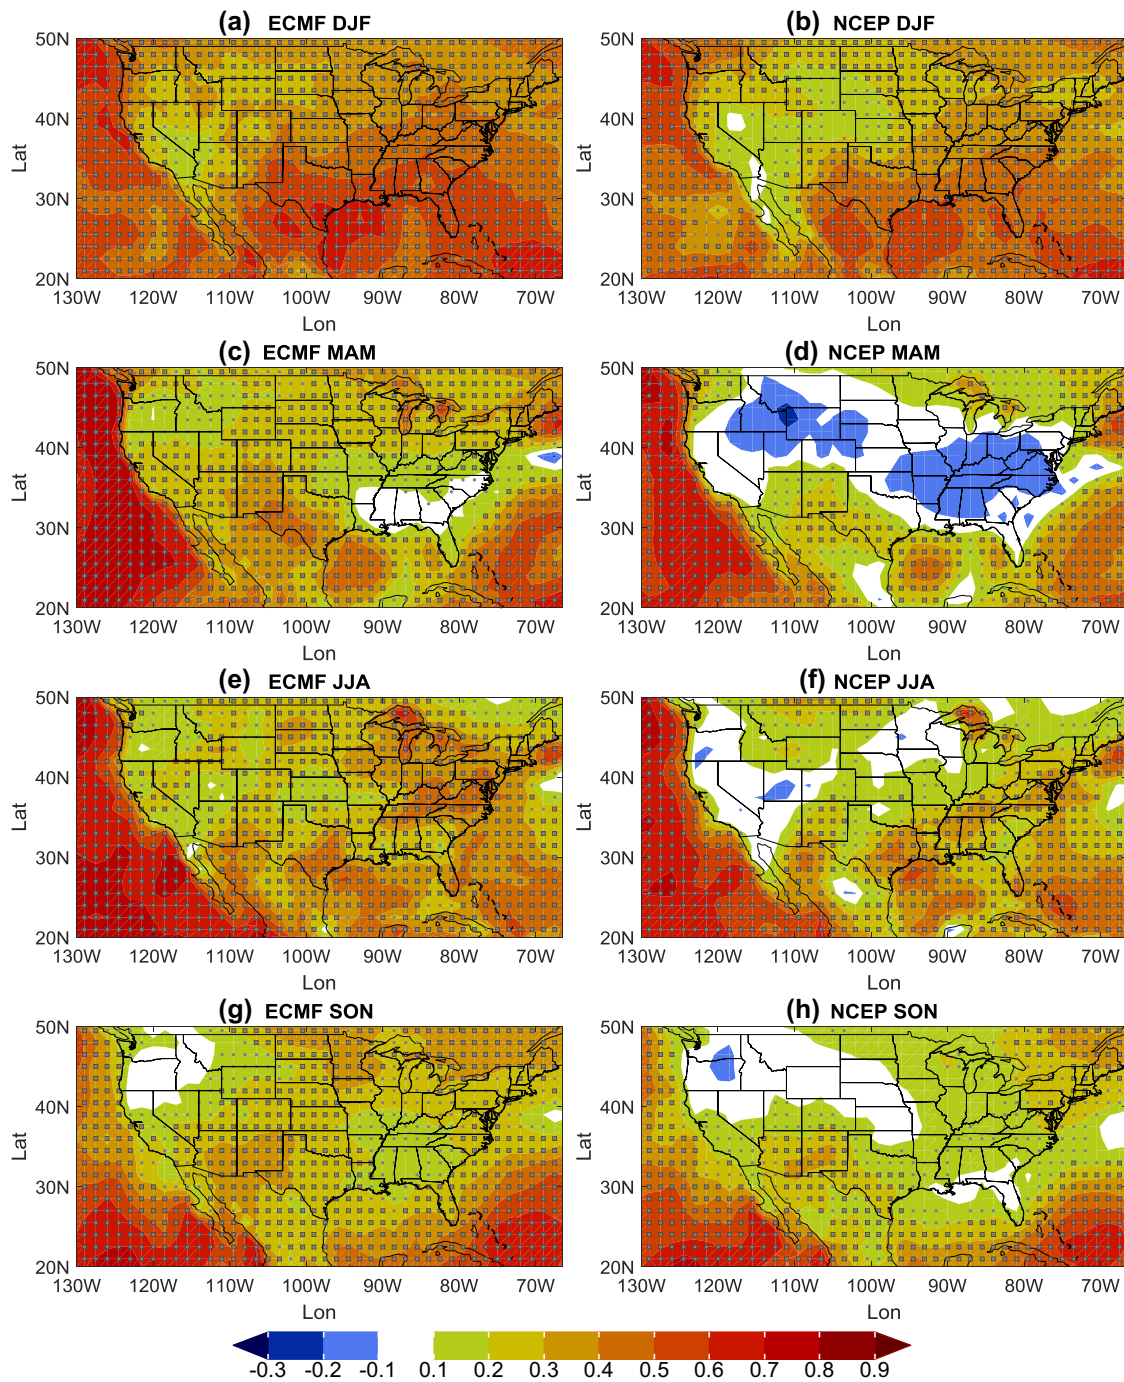 (a) ECMF DJF
(b) NCEP DJF
50N
40N
30N
20N
Lat
130W 120W 110W 100W 90W 80W 70W
Lon
50N
40N
30N
20N
Lat
130W 120W 110W 100W 90W 80W 70W
Lon
(c) ECMF MAM
(d) NCEP MAM
50N
40N
30N
20N
Lat
130W 120W 110W 100W 90W 80W 70W
Lon
50N
40N
30N
20N
Lat
130W 120W 110W 100W 90W 80W 70W
Lon
(e) ECMF JJA
(f) NCEP JJA
50N
40N
30N
20N
Lat
130W 120W 110W 100W 90W 80W 70W
Lon
50N
40N
30N
20N
Lat
130W 120W 110W 100W 90W 80W 70W
Lon
(g) ECMF SON
(h) NCEP SON
50N
40N
30N
20N
Lat
130W 120W 110W 100W 90W 80W 70W
Lon
50N
40N
30N
20N
Lat
130W 120W 110W 100W 90W 80W 70W
Lon
-0.3 -0.2 -0.1 0.1 0.2 0.3 0.4 0.5 0.6 0.7 0.8 0.9